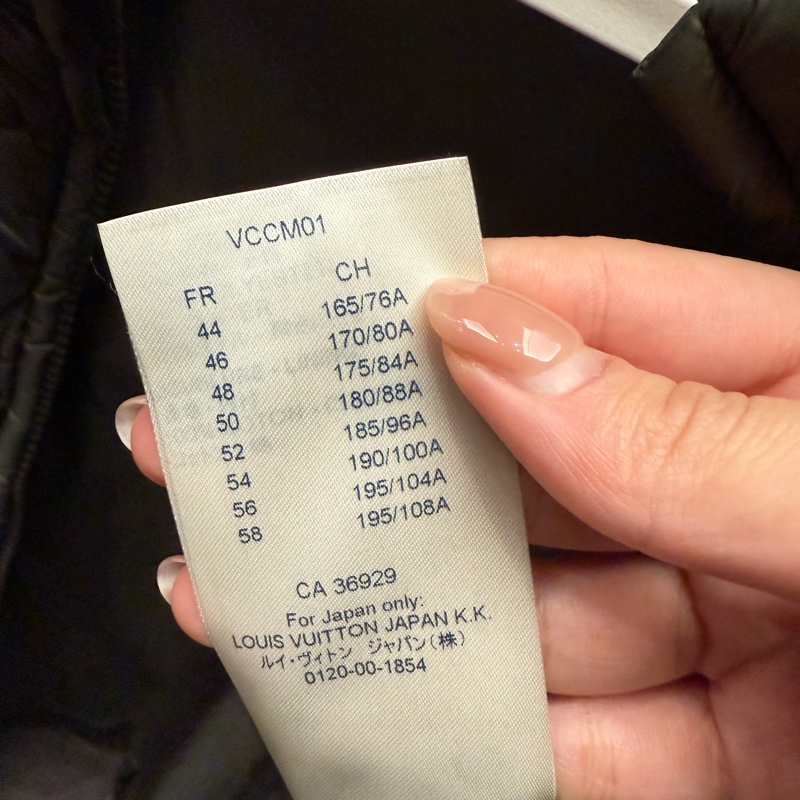 VCCM01
FR CH
44 165/76A
46 170/80A
48 175/84A
50 180/88A
52 185/96A
54 190/100A
56 195/104A
58 195/108A
CA 36929
For Japan only:
LOUIS VUITTON JAPAN K.K.
ルイ・ヴィトン ジャパン(株)
0120-00-1854